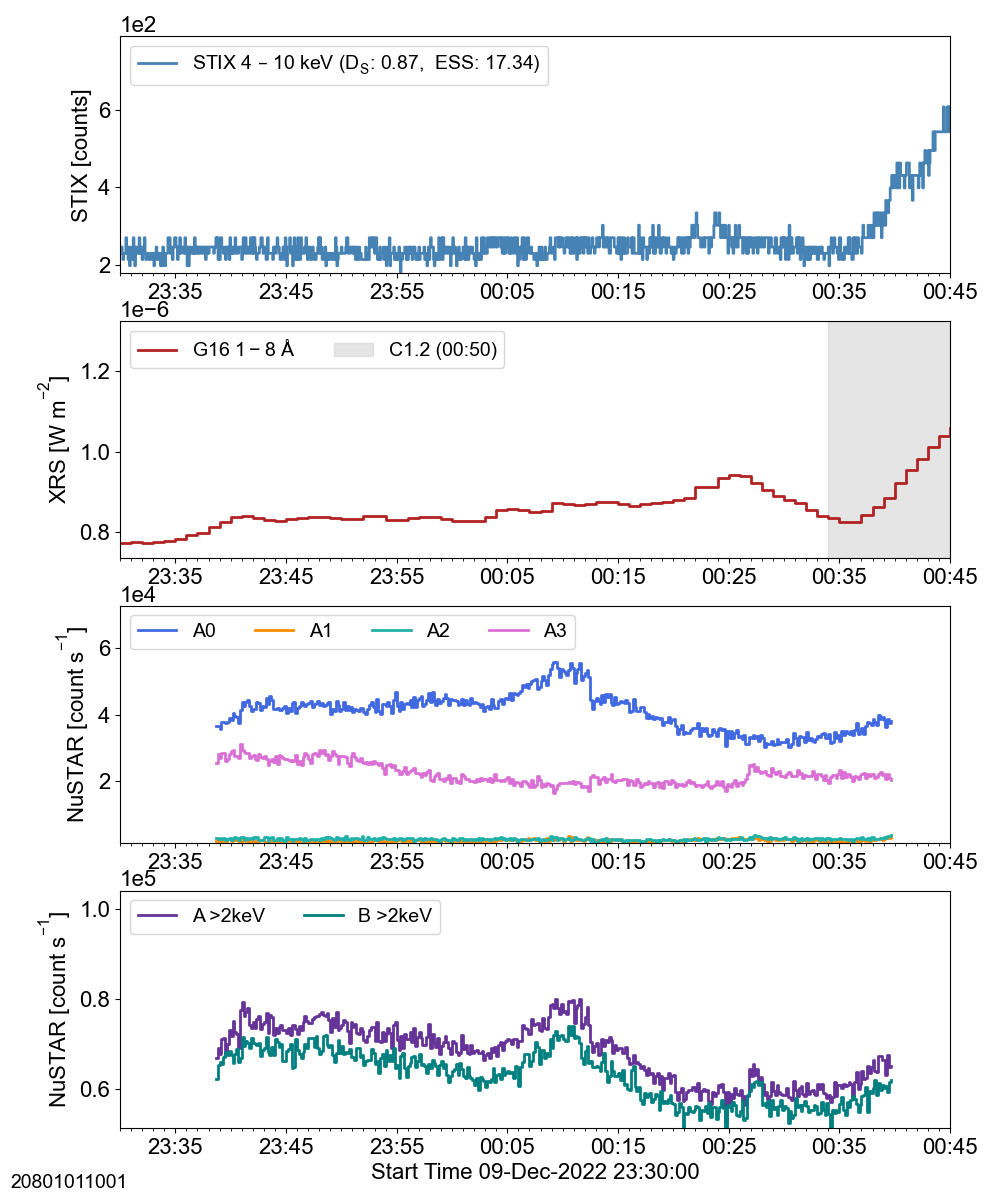 1e2
STIX 4 – 10 keV (D_S: 0.87,  ESS: 17.34)
STIX [counts]
6
4
2
23:35 23:45 23:55 00:05 00:15 00:25 00:35 00:45
1e−6
G16 1 – 8 Å C1.2 (00:50)
XRS [W m⁻²]
1.2
1.0
0.8
23:35 23:45 23:55 00:05 00:15 00:25 00:35 00:45
1e4
A0 A1 A2 A3
NuSTAR [count s⁻¹]
6
4
2
23:35 23:45 23:55 00:05 00:15 00:25 00:35 00:45
1e5
A >2keV B >2keV
NuSTAR [count s⁻¹]
1.0
0.8
0.6
23:35 23:45 23:55 00:05 00:15 00:25 00:35 00:45
Start Time 09-Dec-2022 23:30:00
20801011001